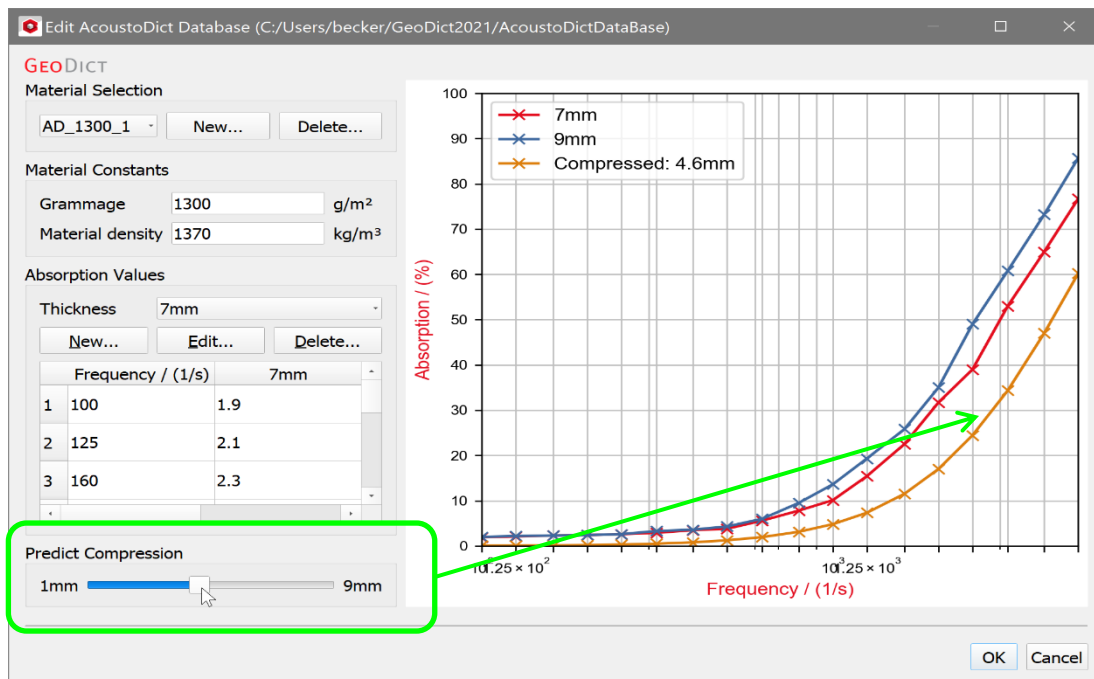 Edit AcoustoDict Database (C:/Users/becker/GeoDict2021/AcoustoDictDataBase)
GEODICT
Material Selection
AD_1300_1 New... Delete...
Material Constants
Grammage 1300 g/m²
Material density 1370 kg/m³
Absorption Values
Thickness 7mm
New... Edit... Delete...
Frequency / (1/s) 7mm
1 100 1.9
2 125 2.1
3 160 2.3
Predict Compression
1mm 9mm
100
90
80
70
60
50
40
30
20
10
0
Absorption / (%)
7mm
9mm
Compressed: 4.6mm
1.25 × 10²
1.25 × 10³
Frequency / (1/s)
OK Cancel